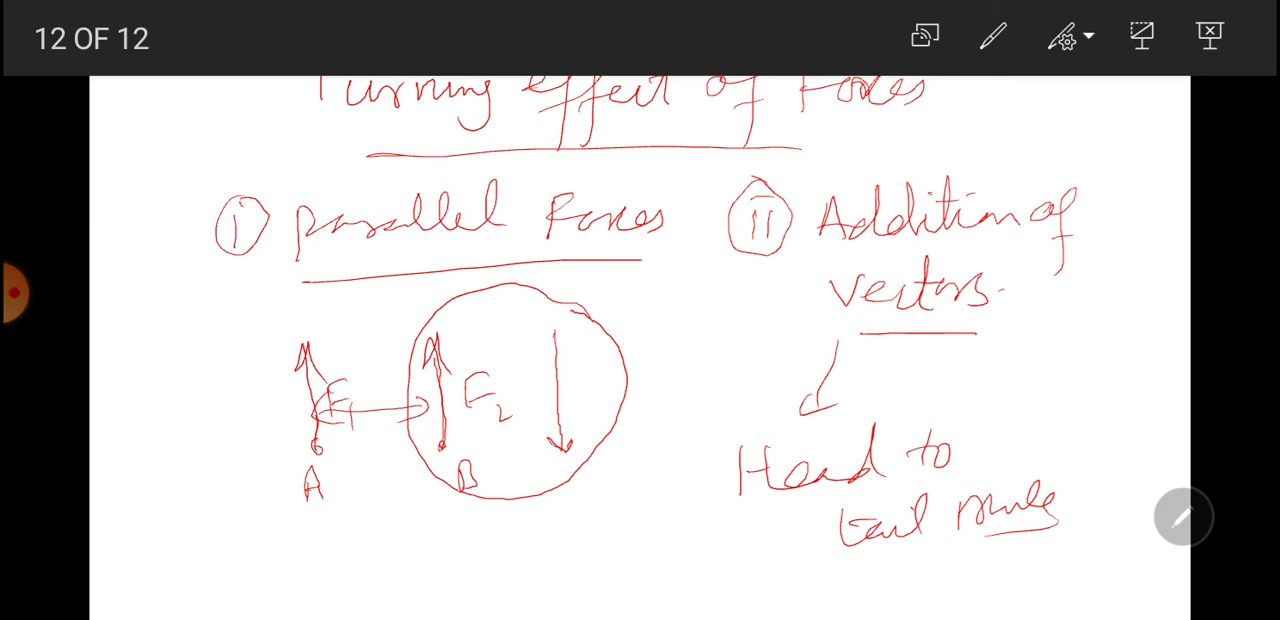 12 OF 12
Turning effect of Forces
i Parallel Forces
ii Addition of
Vectors.
F1
F2
A
B
Head to
tail rule